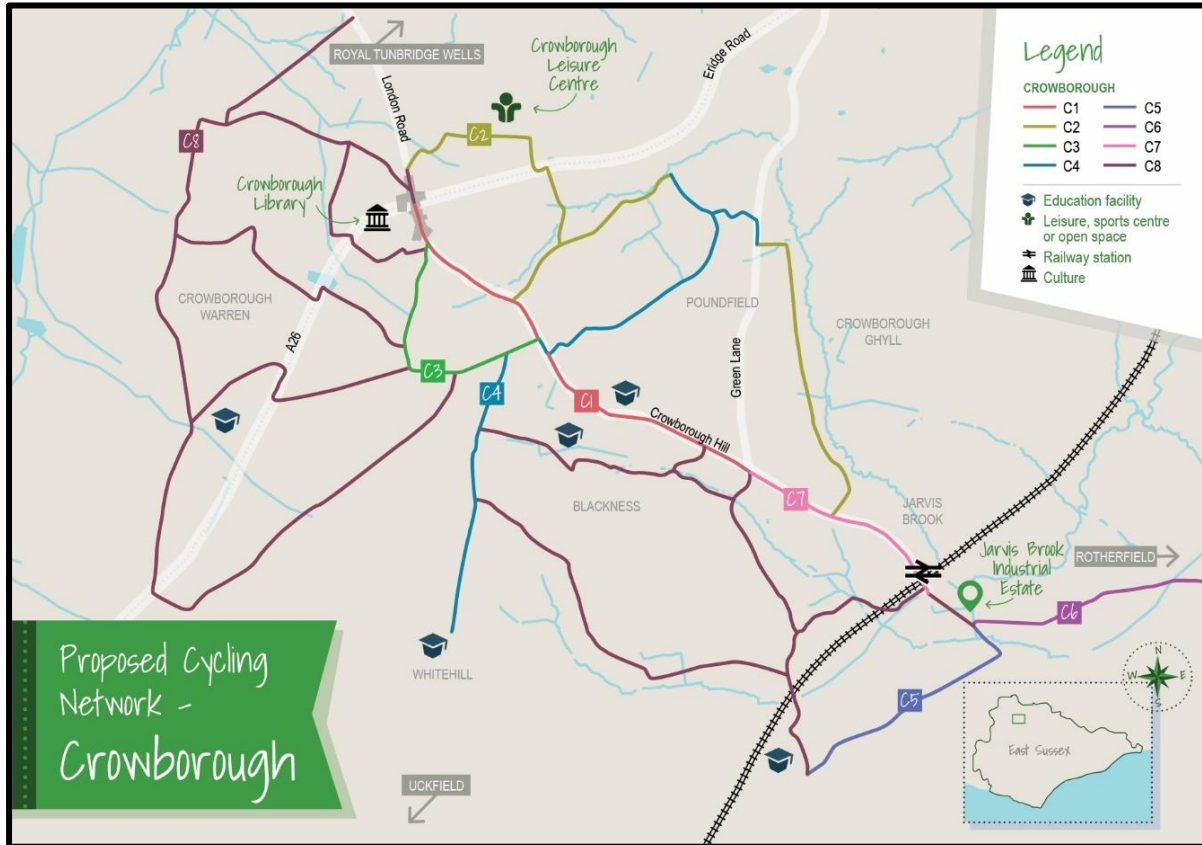 ROYAL TUNBRIDGE WELLS
London Road
Crowborough
Leisure
Centre
Eridge Road
Legend
CROWBOROUGH
C1
C2
C3
C4
C5
C6
C7
C8
Education facility
Leisure, sports centre
or open space
Railway station
Culture
C8
C2
Crowborough
Library
CROWBOROUGH
WARREN
A26
POUNDFIELD
CROWBOROUGH
GHYLL
Green Lane
C3
C4
C1
Crowborough Hill
C7
BLACKNESS
JARVIS
BROOK
Jarvis Brook
Industrial
Estate
ROTHERFIELD
C6
C5
WHITEHILL
UCKFIELD
Proposed Cycling
Network -
Crowborough
N
W
E
S
East Sussex